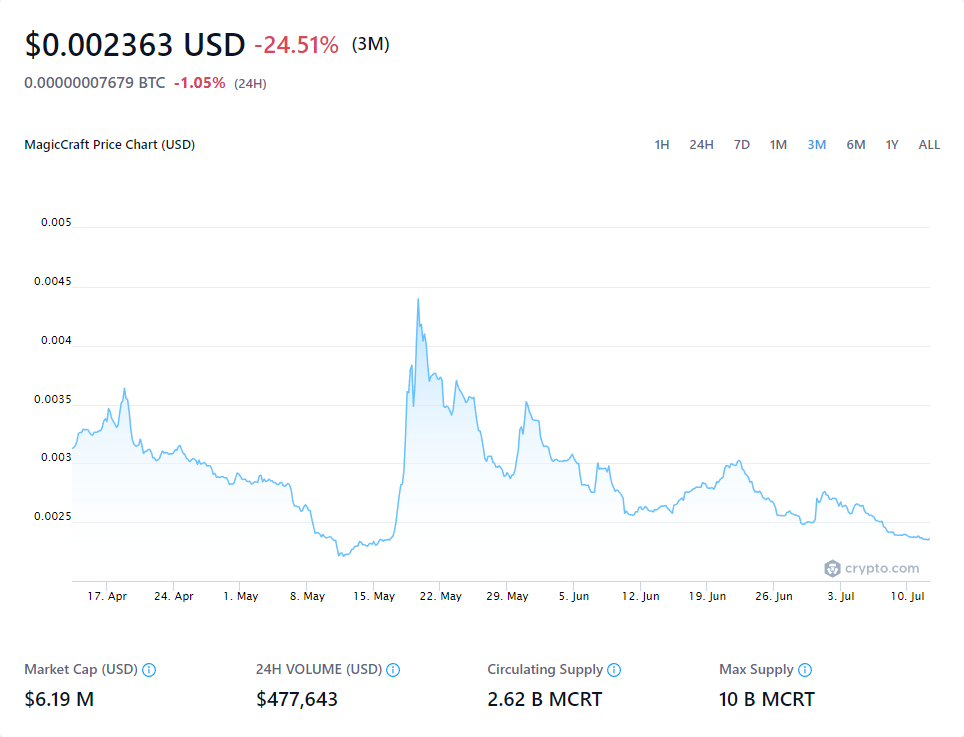 $0.002363 USD -24.51% (3M)
0.00000007679 BTC -1.05% (24H)
MagicCraft Price Chart (USD) 1H 24H 7D 1M 3M 6M 1Y ALL
0.005
0.0045
0.004
0.0035
0.003
0.0025
crypto.com
17. Apr 24. Apr 1. May 8. May 15. May 22. May 29. May 5. Jun 12. Jun 19. Jun 26. Jun 3. Jul 10. Jul
Market Cap (USD) 24H VOLUME (USD) Circulating Supply Max Supply
$6.19 M $477,643 2.62 B MCRT 10 B MCRT